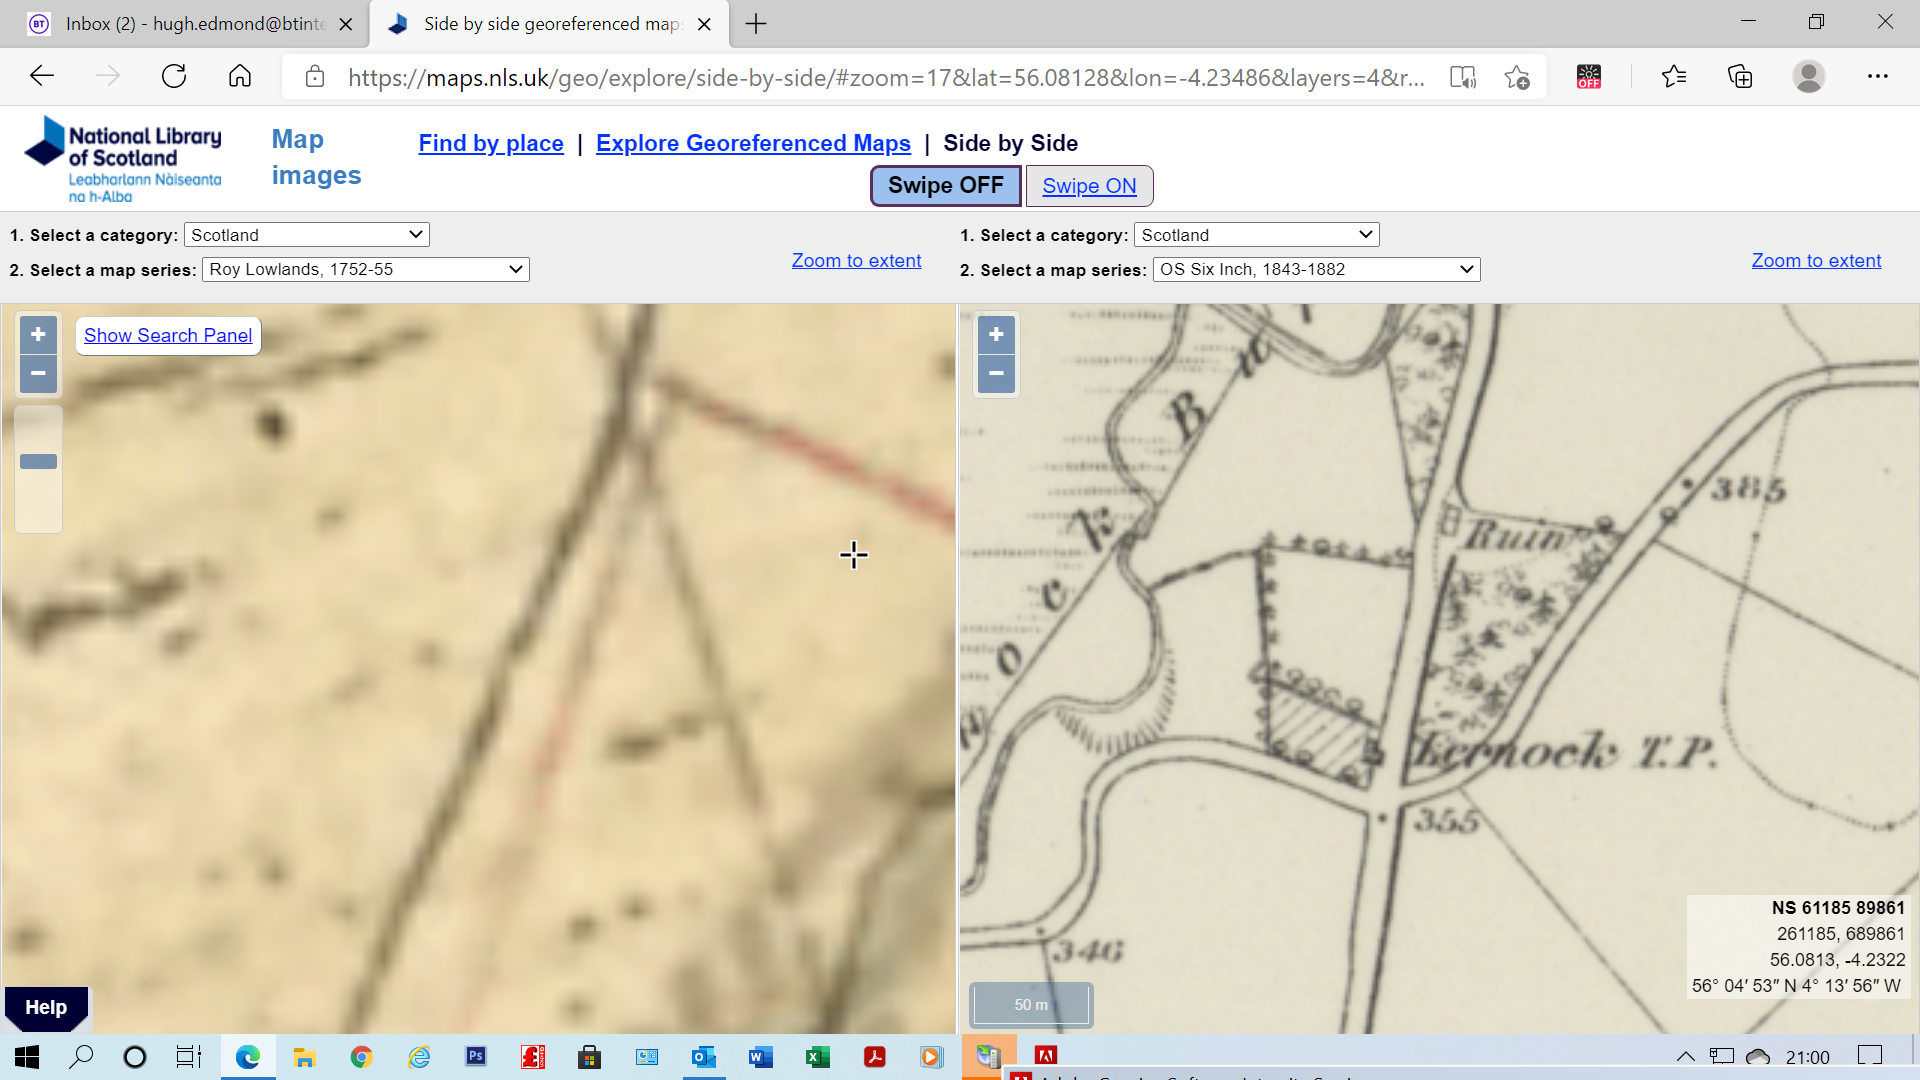 Inbox (2) - hugh.edmond@btinte
Side by side georeferenced map
https://maps.nls.uk/geo/explore/side-by-side/#zoom=17&lat=56.08128&lon=-4.23486&layers=4&r...
OFF
National Library
of Scotland
Leabharlann Nàiseanta
na h-Alba
Map
images
Find by place | Explore Georeferenced Maps | Side by Side
Swipe OFF
Swipe ON
1. Select a category: Scotland
2. Select a map series: Roy Lowlands, 1752-55
Zoom to extent
1. Select a category: Scotland
2. Select a map series: OS Six Inch, 1843-1882
Zoom to extent
+
−
Show Search Panel
+
−
385
Ruin
Lernock T.P.
355
346
NS 61185 89861
261185, 689861
56.0813, -4.2322
56° 04′ 53″ N 4° 13′ 56″ W
50 m
Help
21:00